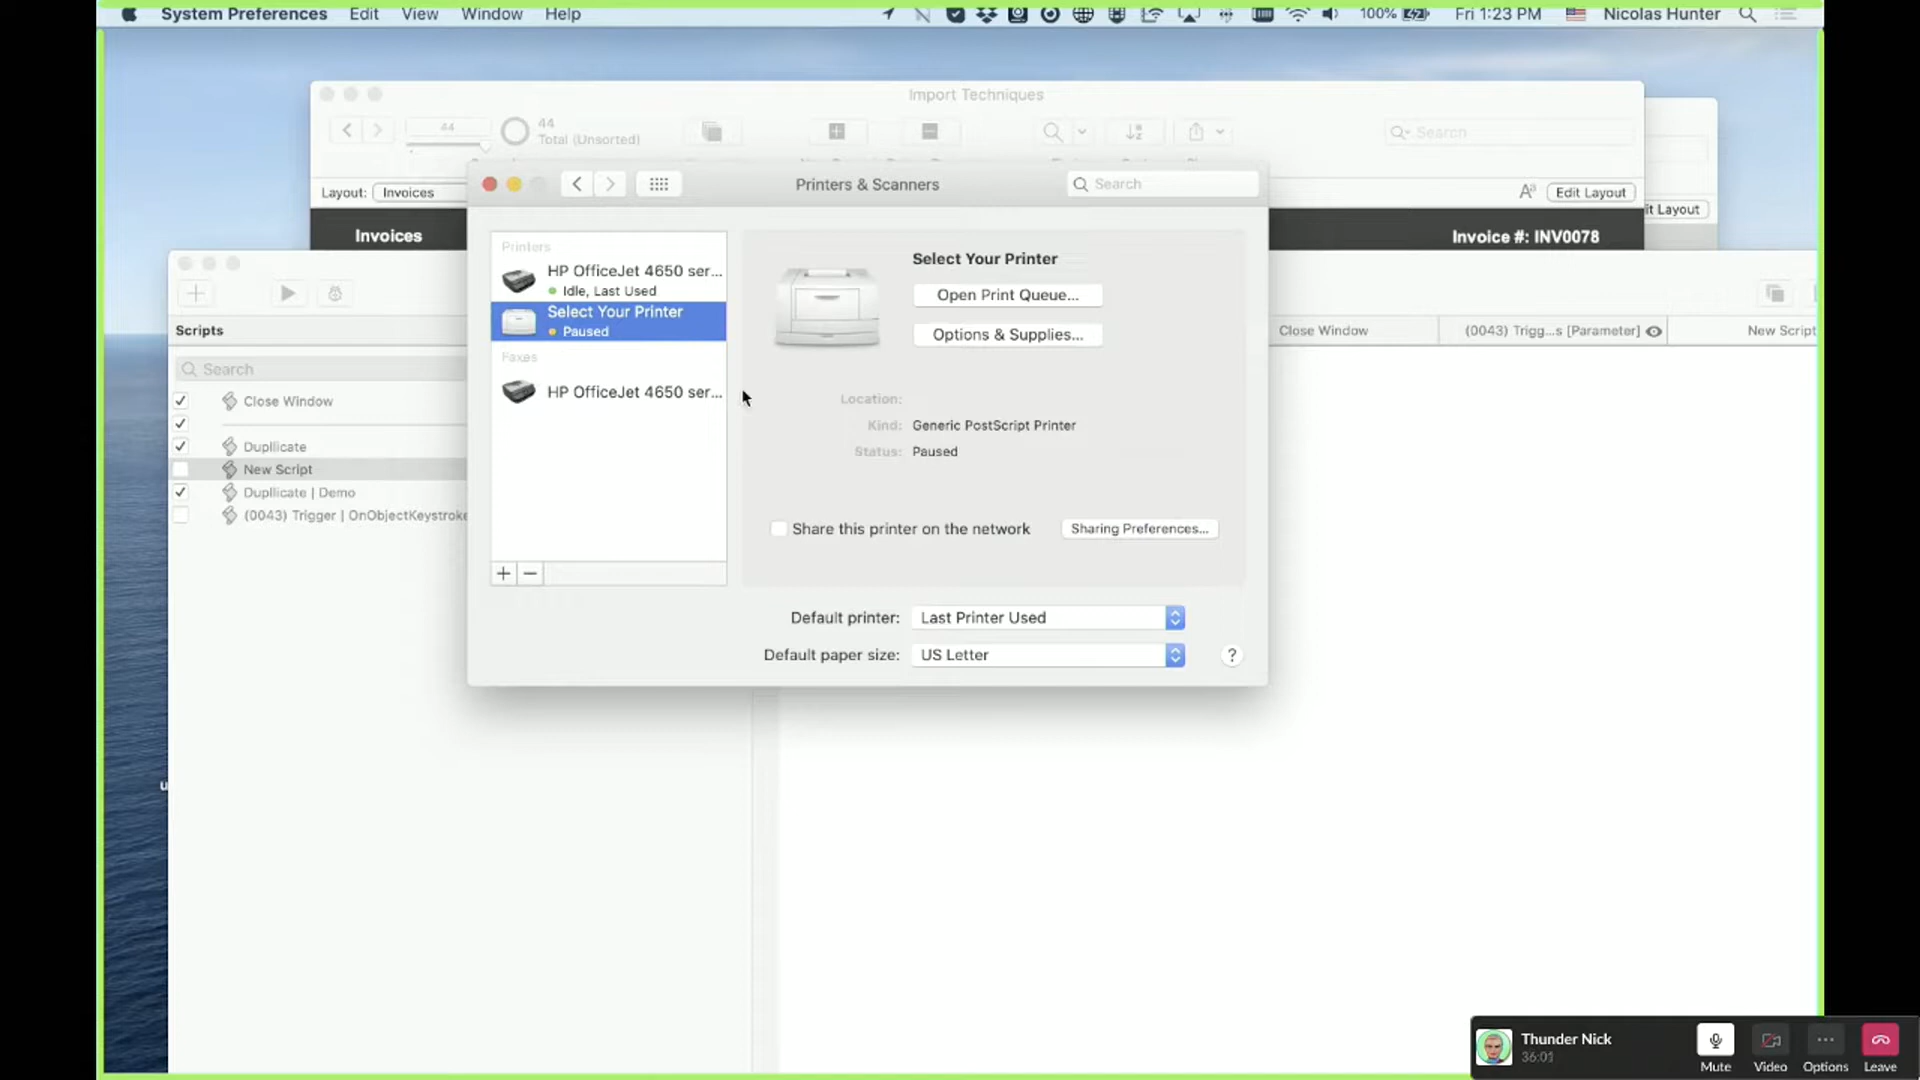 System Preferences Edit View Window Help
100% Fri 1:23 PM Nicolas Hunter
Import Techniques
44
44
Total (Unsorted)
Search
Layout: Invoices
Edit Layout
it Layout
Invoices
Invoice #: INV0078
Printers & Scanners
Search
Printers
HP OfficeJet 4650 ser...
Idle, Last Used
Select Your Printer
Paused
Faxes
HP OfficeJet 4650 ser...
Select Your Printer
Open Print Queue...
Options & Supplies...
Location:
Kind: Generic PostScript Printer
Status: Paused
Share this printer on the network
Sharing Preferences...
Default printer: Last Printer Used
Default paper size: US Letter
?
Scripts
Search
Close Window
Dupllicate
New Script
Dupllicate | Demo
(0043) Trigger | OnObjectKeystroke
Close Window
(0043) Trigg...s [Parameter]
New Script
u
Thunder Nick
36:01
Mute
Video
Options
Leave